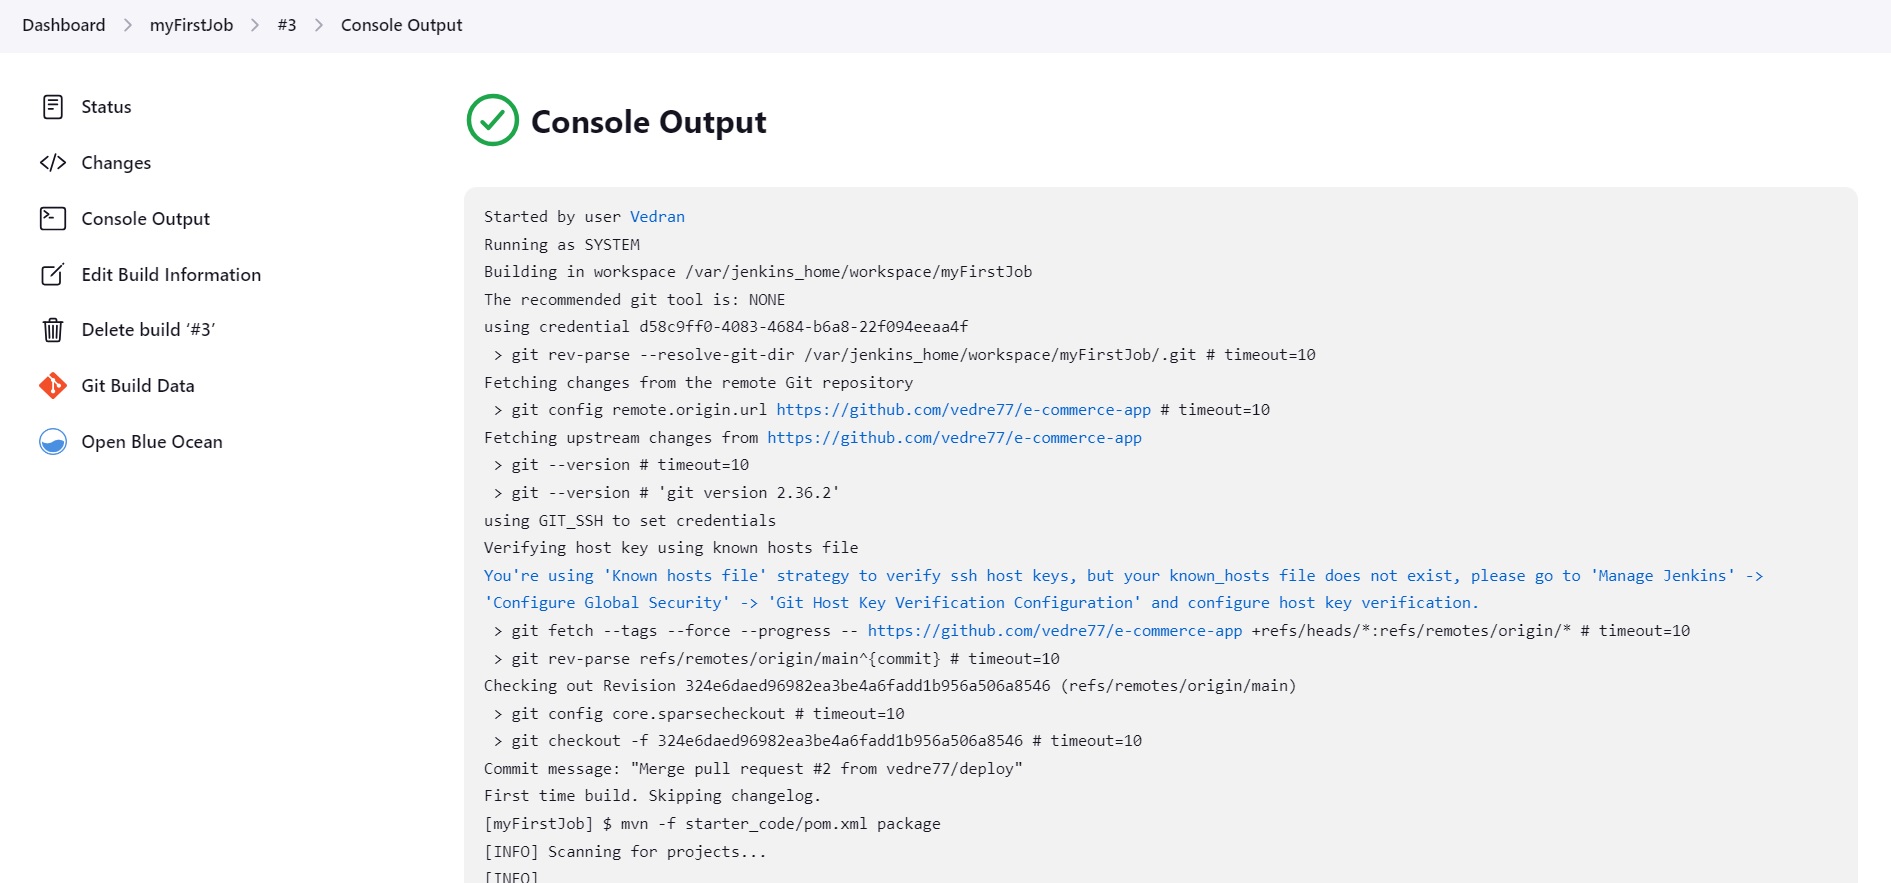 Dashboard > myFirstJob > #3 > Console Output
Status
Changes
Console Output
Edit Build Information
Delete build ‘#3’
Git Build Data
Open Blue Ocean
Console Output
Started by user Vedran
Running as SYSTEM
Building in workspace /var/jenkins_home/workspace/myFirstJob
The recommended git tool is: NONE
using credential d58c9ff0-4083-4684-b6a8-22f094eeaa4f
 > git rev-parse --resolve-git-dir /var/jenkins_home/workspace/myFirstJob/.git # timeout=10
Fetching changes from the remote Git repository
 > git config remote.origin.url https://github.com/vedre77/e-commerce-app # timeout=10
Fetching upstream changes from https://github.com/vedre77/e-commerce-app
 > git --version # timeout=10
 > git --version # 'git version 2.36.2'
using GIT_SSH to set credentials
Verifying host key using known hosts file
You're using 'Known hosts file' strategy to verify ssh host keys, but your known_hosts file does not exist, please go to 'Manage Jenkins' ->
'Configure Global Security' -> 'Git Host Key Verification Configuration' and configure host key verification.
 > git fetch --tags --force --progress -- https://github.com/vedre77/e-commerce-app +refs/heads/*:refs/remotes/origin/* # timeout=10
 > git rev-parse refs/remotes/origin/main^{commit} # timeout=10
Checking out Revision 324e6daed96982ea3be4a6fadd1b956a506a8546 (refs/remotes/origin/main)
 > git config core.sparsecheckout # timeout=10
 > git checkout -f 324e6daed96982ea3be4a6fadd1b956a506a8546 # timeout=10
Commit message: "Merge pull request #2 from vedre77/deploy"
First time build. Skipping changelog.
[myFirstJob] $ mvn -f starter_code/pom.xml package
[INFO] Scanning for projects...
[INFO]